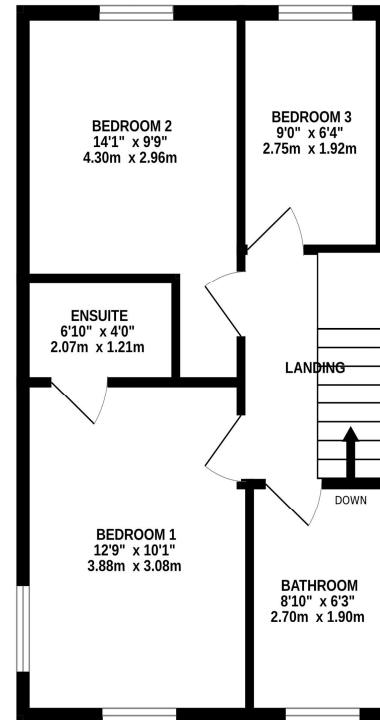 BEDROOM 2
14'1" x 9'9"
4.30m x 2.96m
BEDROOM 3
9'0" x 6'4"
2.75m x 1.92m
ENSUITE
6'10" x 4'0"
2.07m x 1.21m
LANDING
DOWN
BEDROOM 1
12'9" x 10'1"
3.88m x 3.08m
BATHROOM
8'10" x 6'3"
2.70m x 1.90m